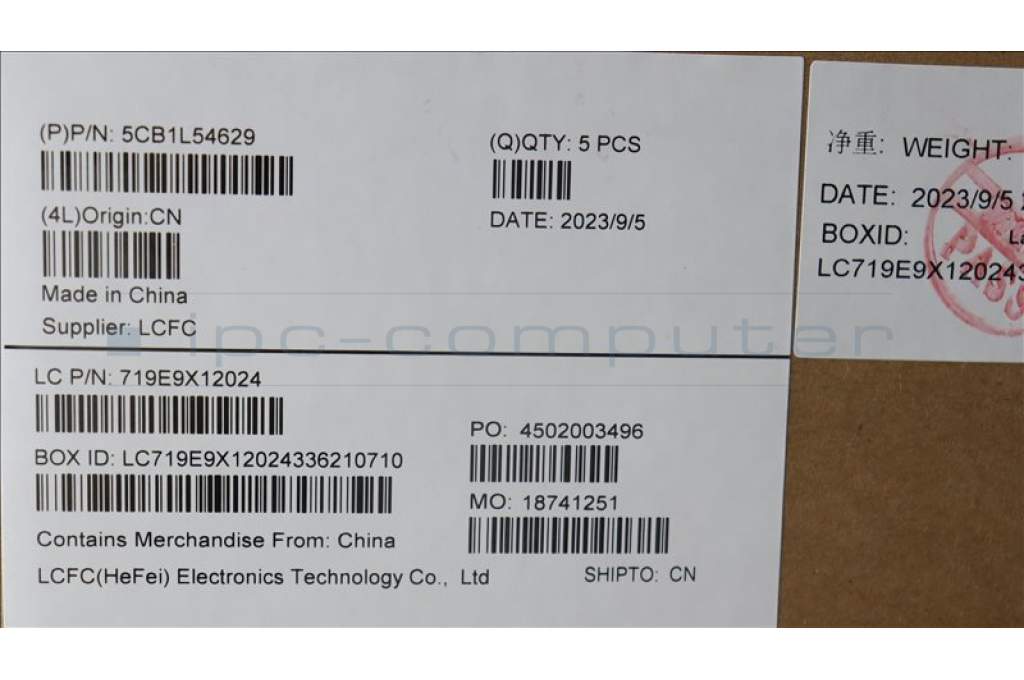 (P)P/N: 5CB1L54629
(Q)QTY: 5 PCS
(4L)Origin:CN
DATE: 2023/9/5
Made in China
Supplier: LCFC
LC P/N: 719E9X12024
PO: 4502003496
BOX ID: LC719E9X12024336210710
MO: 18741251
Contains Merchandise From: China
LCFC(HeFei) Electronics Technology Co., Ltd
SHIPTO: CN
净重: WEIGHT:
DATE: 2023/9/5
BOXID:
LC719E9X120243
PASS
ipc-computer